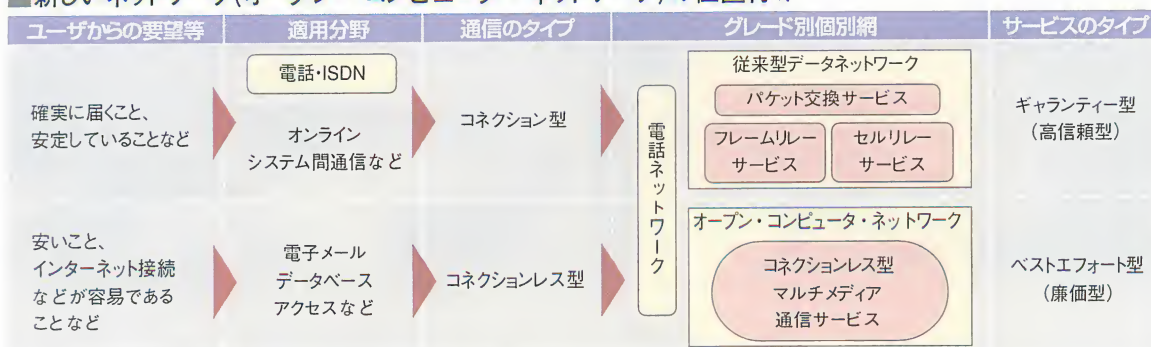 ユーザからの要望等
適用分野
通信のタイプ
グレード別個別網
サービスのタイプ
確実に届くこと、
安定していることなど
電話・ISDN
オンライン
システム間通信など
コネクション型
電話ネットワーク
従来型データネットワーク
パケット交換サービス
フレームリレー
サービス
セルリレー
サービス
ギャランティー型
(高信頼型)
安いこと、
インターネット接続
などが容易である
ことなど
電子メール
データベース
アクセスなど
コネクションレス型
オープン・コンピュータ・ネットワーク
コネクションレス型
マルチメディア
通信サービス
ベストエフォート型
(廉価型)